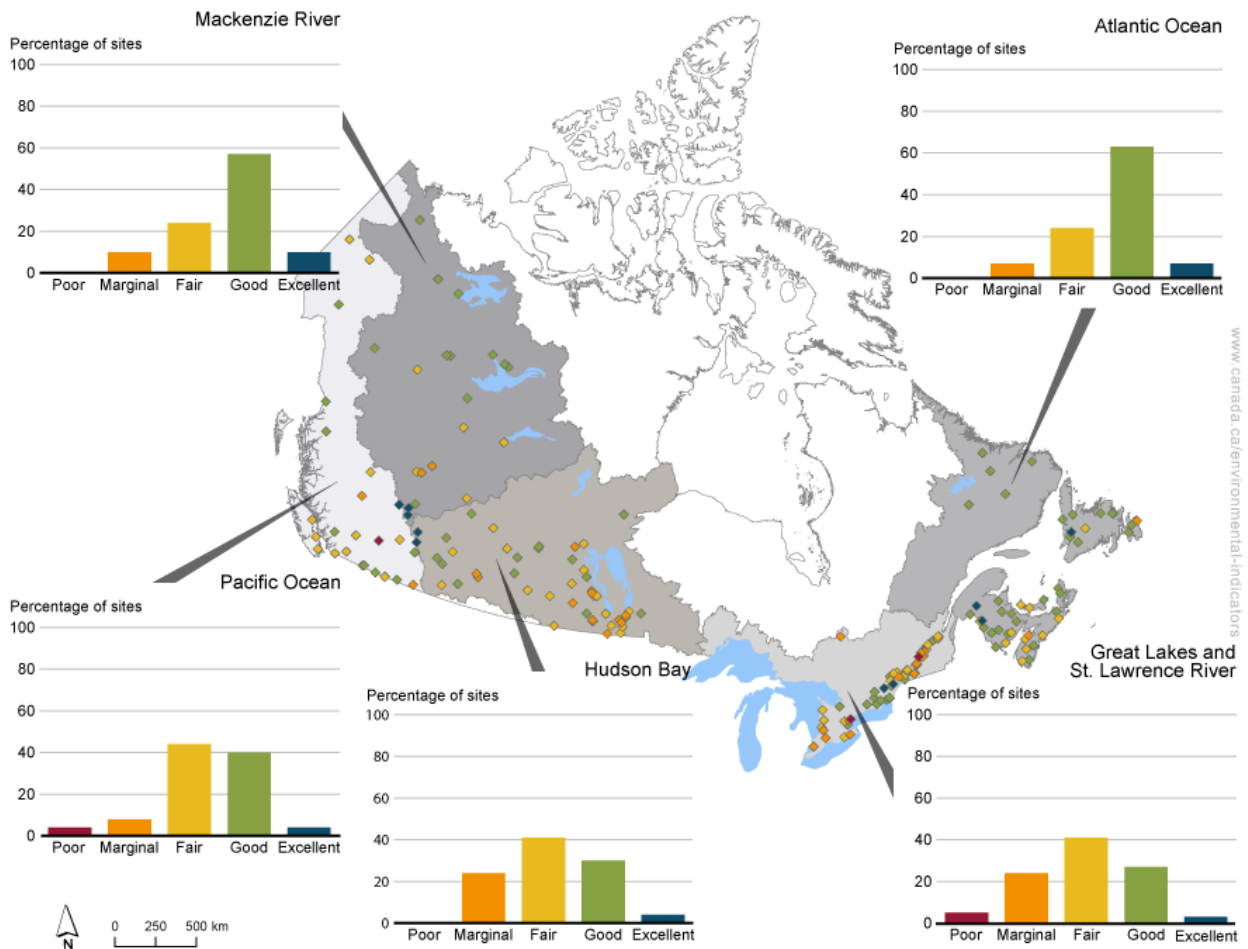 Mackenzie River
Percentage of sites
100
80
60
40
20
0
Poor Marginal Fair Good Excellent
Atlantic Ocean
Percentage of sites
100
80
60
40
20
0
Poor Marginal Fair Good Excellent
www.canada.ca/environmental-indicators
Pacific Ocean
Percentage of sites
100
80
60
40
20
0
Poor Marginal Fair Good Excellent
Hudson Bay
Percentage of sites
100
80
60
40
20
0
Poor Marginal Fair Good Excellent
Great Lakes and
St. Lawrence River
Percentage of sites
100
80
60
40
20
0
Poor Marginal Fair Good Excellent
N
0 250 500 km